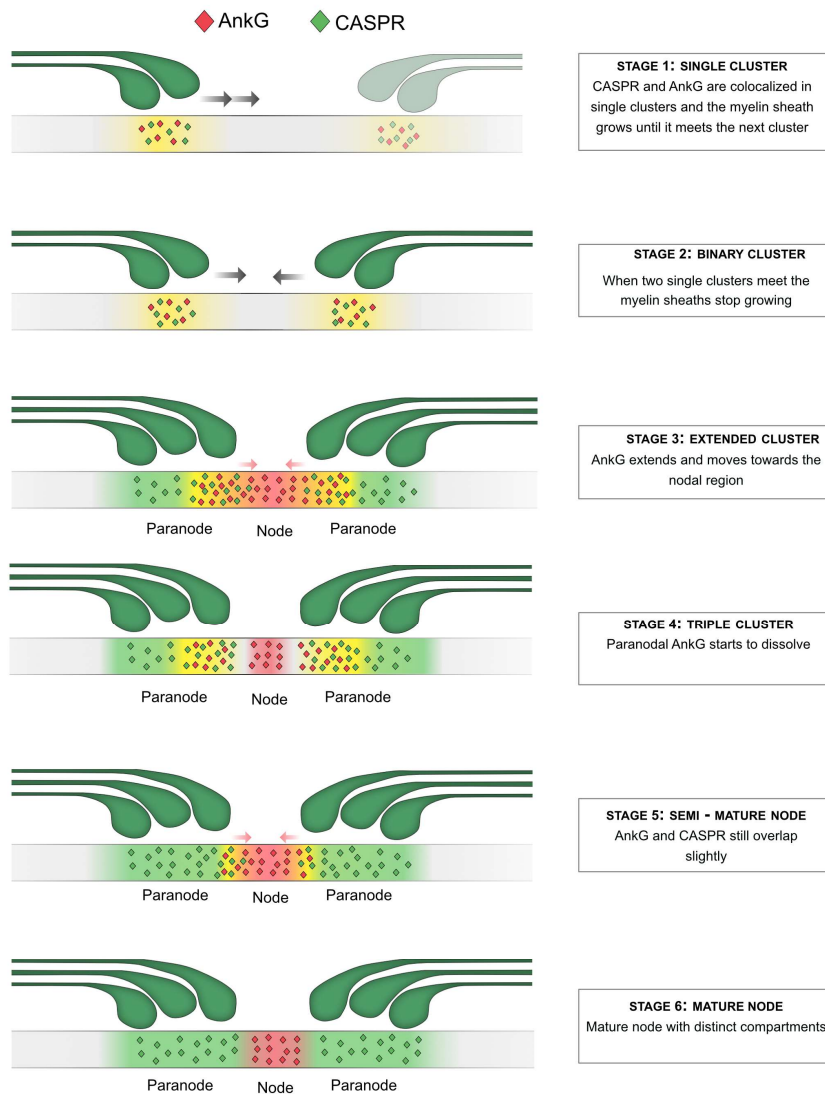 AnkG CASPR
STAGE 1: SINGLE CLUSTER
CASPR and AnkG are colocalized in
single clusters and the myelin sheath
grows until it meets the next cluster
STAGE 2: BINARY CLUSTER
When two single clusters meet the
myelin sheaths stop growing
STAGE 3: EXTENDED CLUSTER
AnkG extends and moves towards the
nodal region
Paranode Node Paranode
STAGE 4: TRIPLE CLUSTER
Paranodal AnkG starts to dissolve
Paranode Node Paranode
STAGE 5: SEMI - MATURE NODE
AnkG and CASPR still overlap
slightly
Paranode Node Paranode
STAGE 6: MATURE NODE
Mature node with distinct compartments
Paranode Node Paranode